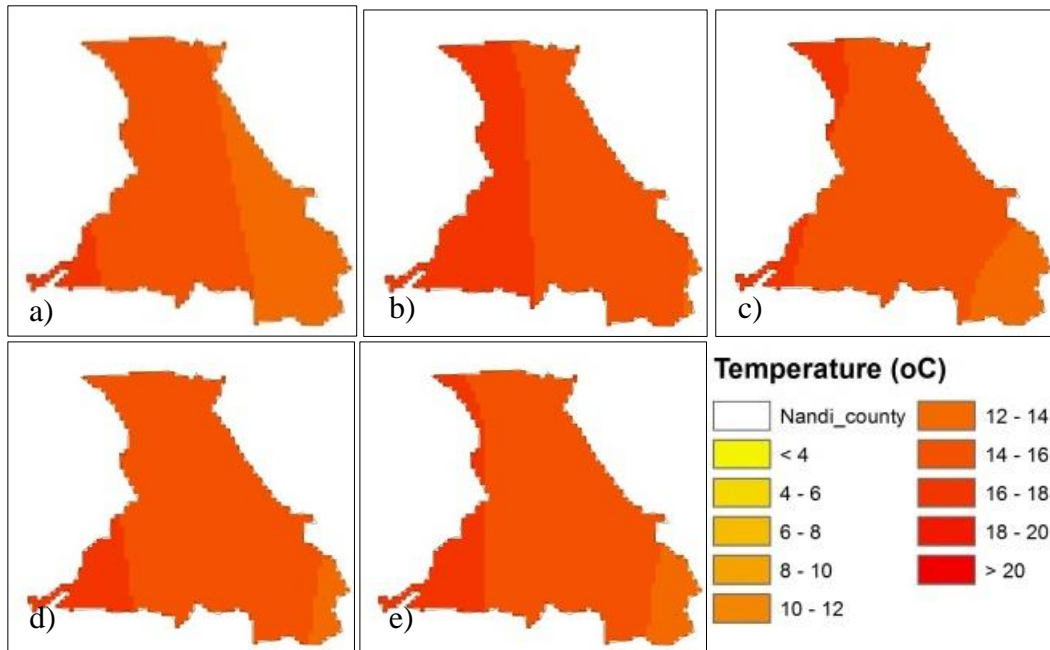 a)
b)
c)
d)
e)
Temperature (oC)
Nandi_county
< 4
4 - 6
6 - 8
8 - 10
10 - 12
12 - 14
14 - 16
16 - 18
18 - 20
> 20